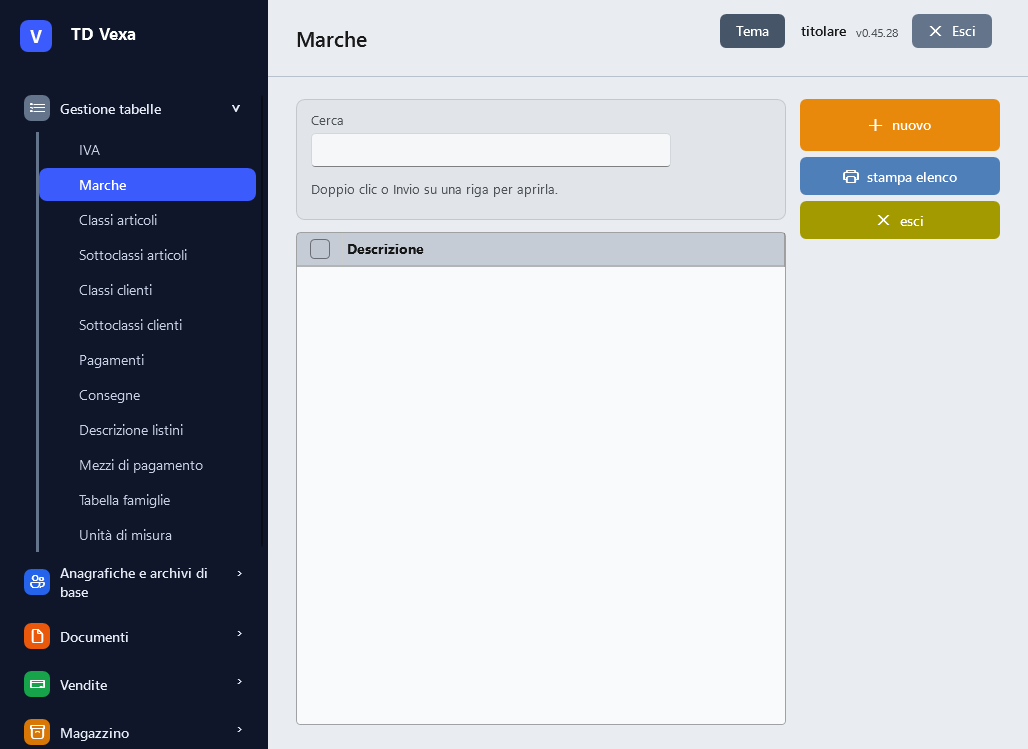 V TD Vexa
Gestione tabelle
IVA
Marche
Classi articoli
Sottoclassi articoli
Classi clienti
Sottoclassi clienti
Pagamenti
Consegne
Descrizione listini
Mezzi di pagamento
Tabella famiglie
Unità di misura
Anagrafiche e archivi di
base
Documenti
Vendite
Magazzino
Marche
Tema titolare v0.45.28 Esci
Cerca
Doppio clic o Invio su una riga per aprirla.
Descrizione
nuovo
stampa elenco
esci